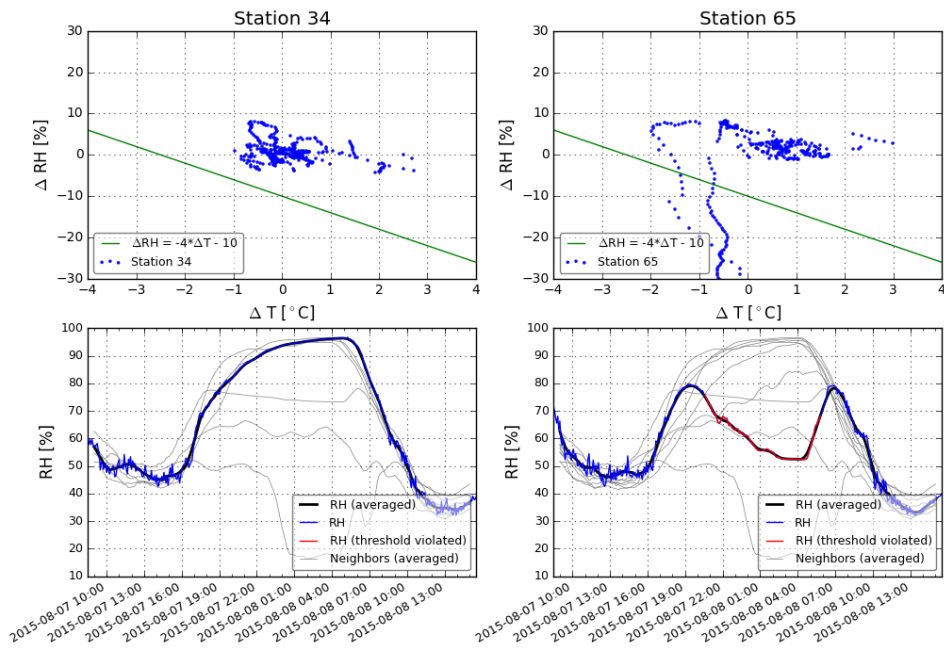 Station 34
30
20
10
0
−10
−20
−30
Δ RH [%]
ΔRH = -4*ΔT - 10
Station 34
−4 −3 −2 −1 0 1 2 3 4
Δ T [°C]
Station 65
30
20
10
0
−10
−20
−30
Δ RH [%]
ΔRH = -4*ΔT - 10
Station 65
−4 −3 −2 −1 0 1 2 3 4
Δ T [°C]
100
90
80
70
60
50
40
30
20
10
RH [%]
RH (averaged)
RH
RH (threshold violated)
Neighbors (averaged)
2015-08-07 10:00
2015-08-07 13:00
2015-08-07 16:00
2015-08-07 19:00
2015-08-07 22:00
2015-08-08 01:00
2015-08-08 04:00
2015-08-08 07:00
2015-08-08 10:00
2015-08-08 13:00
100
90
80
70
60
50
40
30
20
10
RH [%]
RH (averaged)
RH
RH (threshold violated)
Neighbors (averaged)
2015-08-07 10:00
2015-08-07 13:00
2015-08-07 16:00
2015-08-07 19:00
2015-08-07 22:00
2015-08-08 01:00
2015-08-08 04:00
2015-08-08 07:00
2015-08-08 10:00
2015-08-08 13:00